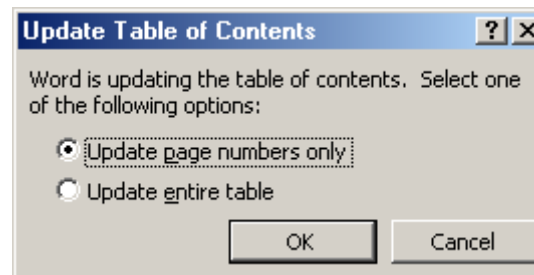 Update Table of Contents
Word is updating the table of contents. Select one
of the following options:
Update page numbers only
Update entire table
OK Cancel